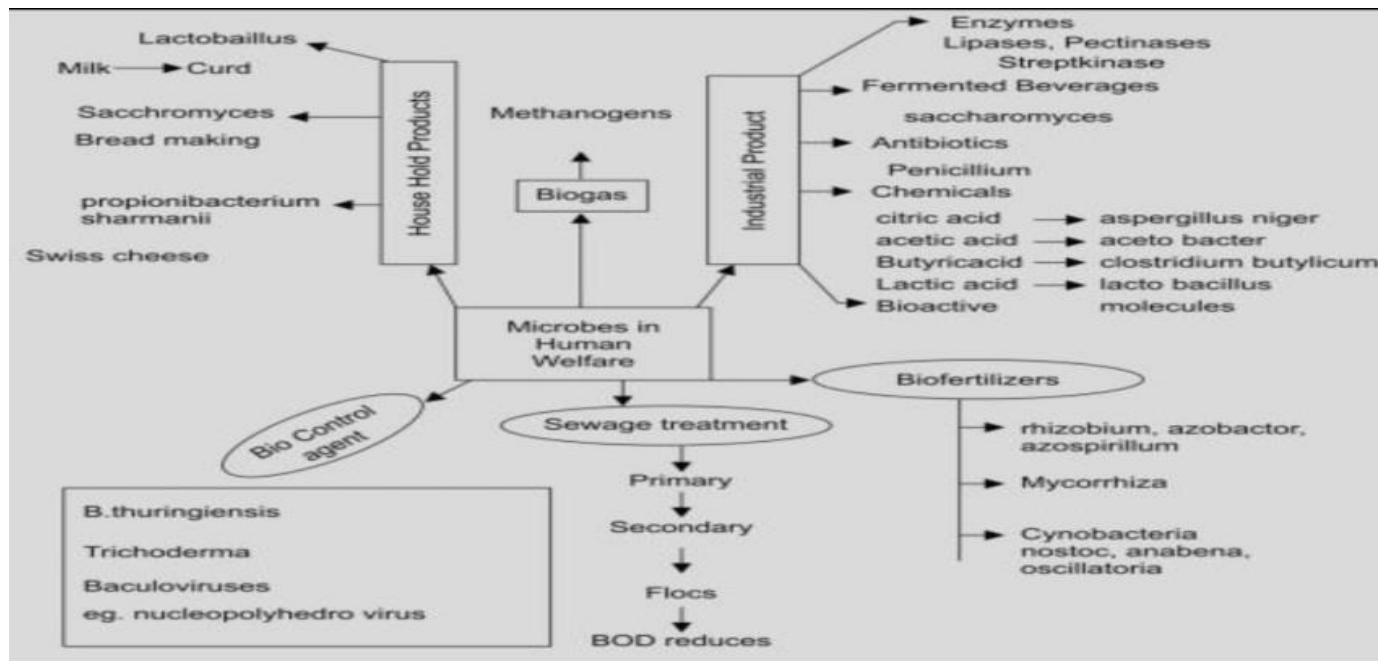 Lactobaillus
Milk → Curd
Sacchromyces
Bread making
propionibacterium
sharmanii
Swiss cheese
House Hold Products
Methanogens
Biogas
Industrial Product
Enzymes
Lipases, Pectinases
Streptkinase
Fermented Beverages
saccharomyces
Antibiotics
Penicillium
Chemicals
citric acid → aspergillus niger
acetic acid → aceto bacter
Butyricacid → clostridium butylicum
Lactic acid → lacto bacillus
Bioactive molecules
Microbes in
Human
Welfare
Bio Control
agent
B.thuringiensis
Trichoderma
Baculoviruses
eg. nucleopolyhedro virus
Sewage treatment
Primary
Secondary
Flocs
BOD reduces
Biofertilizers
rhizobium, azobactor,
azospirillum
Mycorrhiza
Cynobacteria
nostoc, anabena,
oscillatoria